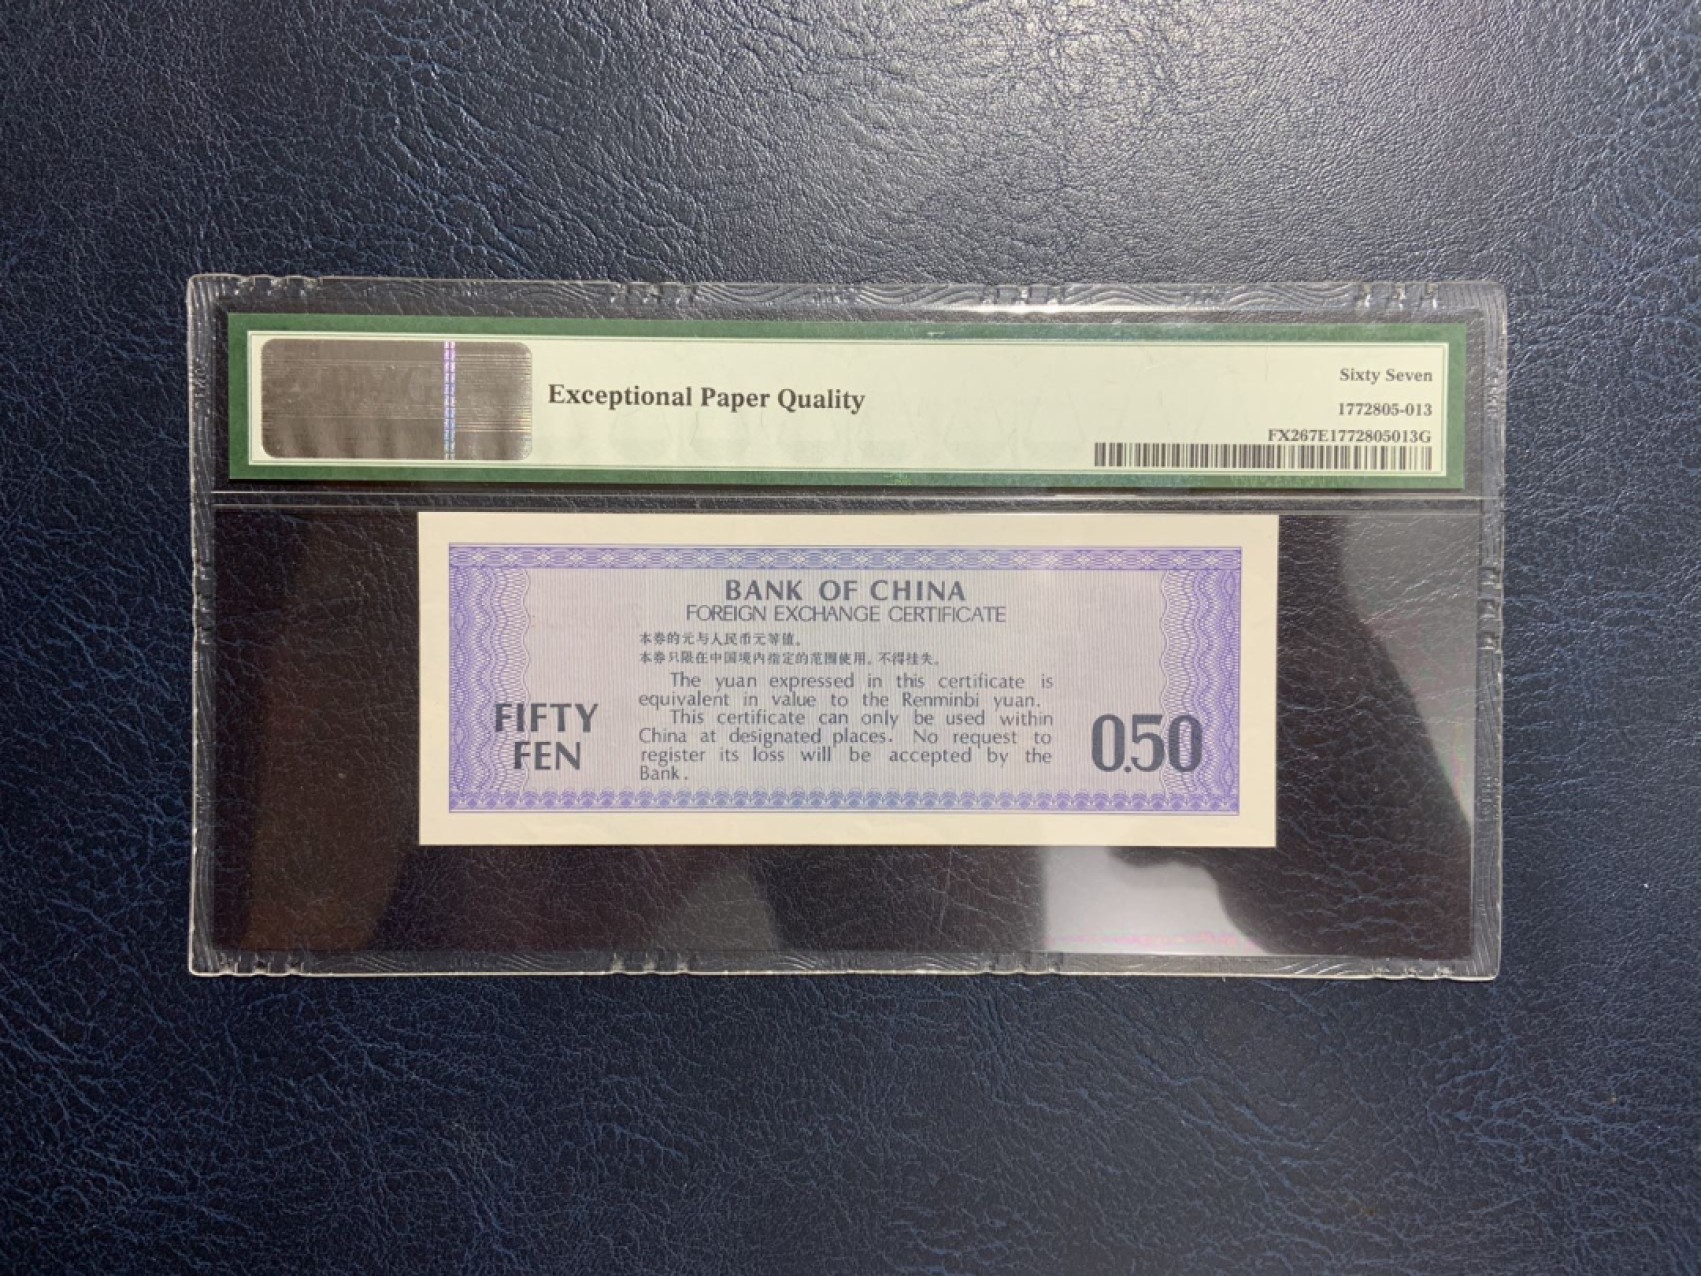 Exceptional Paper Quality
Sixty Seven
1772805-013
FX267E1772805013G
BANK OF CHINA
FOREIGN EXCHANGE CERTIFICATE
本券的元与人民币元等值。
本券只限在中国境内指定的范围使用。不得挂失。
The yuan expressed in this certificate is
equivalent in value to the Renminbi yuan.
This certificate can only be used within
China at designated places. No request to
register its loss will be accepted by the
Bank.
FIFTY
FEN
0.50